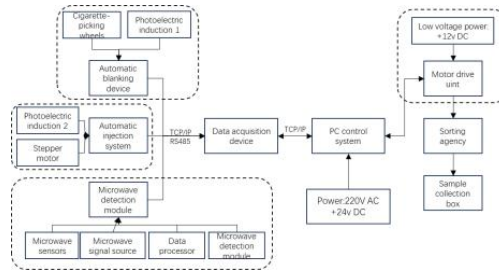 Cigarette-
picking wheels
Photoelectric
induction 1
Automatic
blanking
device
Photoelectric
induction 2
Stepper
motor
Automatic
injection
system
TCP/IP
RS485
Data acquisition
device
TCP/IP
PC control
system
Power:220V AC
+24v DC
Low voltage power:
+12v DC
Motor drive
uint
Sorting
agency
Sample
collection
box
Microwave
detection
module
Microwave
sensors
Microwave
signal source
Data
processor
Microwave
detection
module